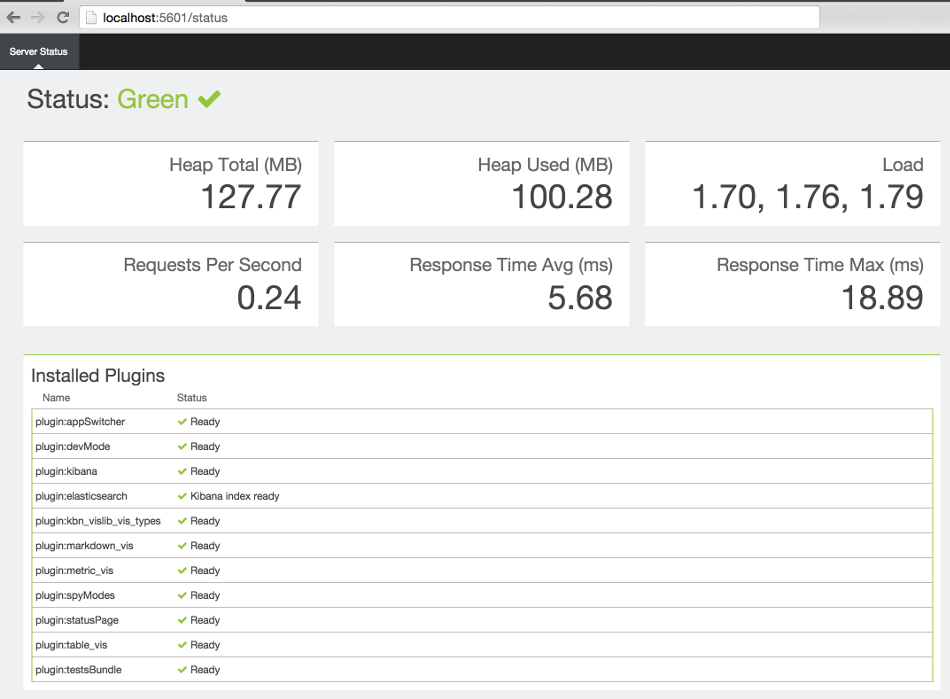 localhost:5601/status
Server Status
Status: Green
Heap Total (MB)
127.77
Heap Used (MB)
100.28
Load
1.70, 1.76, 1.79
Requests Per Second
0.24
Response Time Avg (ms)
5.68
Response Time Max (ms)
18.89
Installed Plugins
Name Status
plugin:appSwitcher Ready
plugin:devMode Ready
plugin:kibana Ready
plugin:elasticsearch Kibana index ready
plugin:kbn_vislib_vis_types Ready
plugin:markdown_vis Ready
plugin:metric_vis Ready
plugin:spyModes Ready
plugin:statusPage Ready
plugin:table_vis Ready
plugin:testsBundle Ready